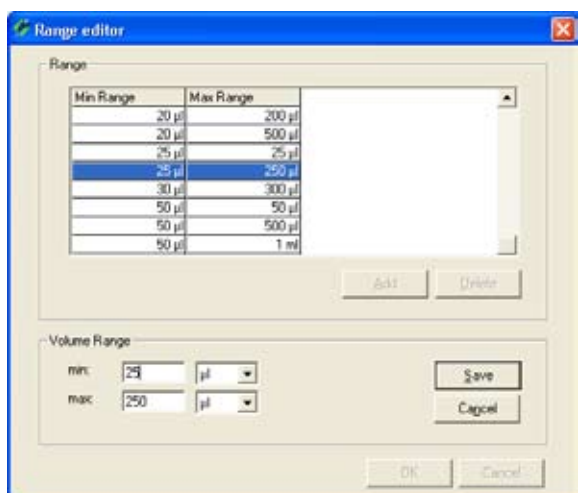 Range editor
Range
Min Range Max Range
20 µl 200 µl
20 µl 500 µl
25 µl 25 µl
25 µl 250 µl
30 µl 300 µl
50 µl 50 µl
50 µl 500 µl
50 µl 1 ml
Add Delete
Volume Range
min: 25 µl
max: 250 µl
Save
Cancel
OK Cancel